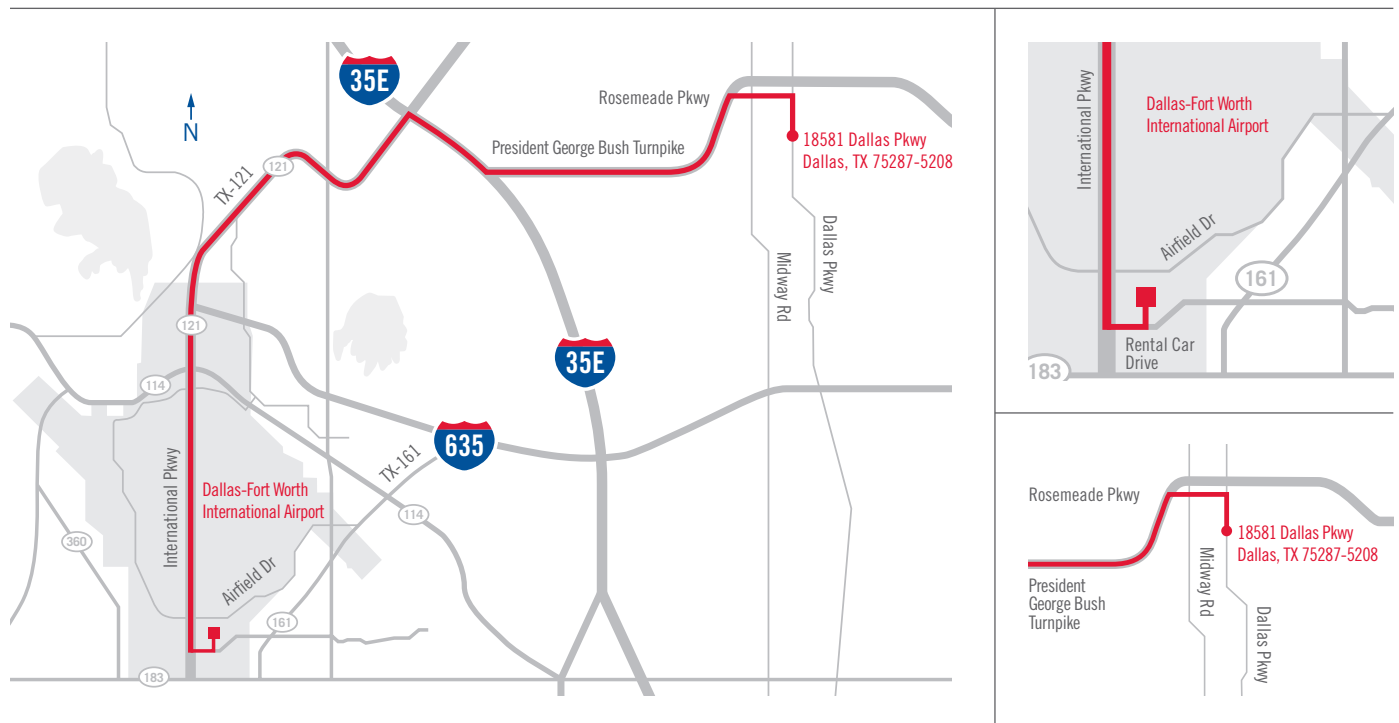 35E
N
Rosemeade Pkwy
President George Bush Turnpike
18581 Dallas Pkwy
Dallas, TX 75287-5208
TX-121
121
121
Midway Rd
Dallas Pkwy
35E
114
635
TX-161
International Pkwy
Dallas-Fort Worth
International Airport
114
360
Airfield Dr
161
183
International Pkwy
Dallas-Fort Worth
International Airport
Airfield Dr
161
Rental Car
Drive
183
Rosemeade Pkwy
18581 Dallas Pkwy
Dallas, TX 75287-5208
Midway Rd
President
George Bush
Turnpike
Dallas Pkwy